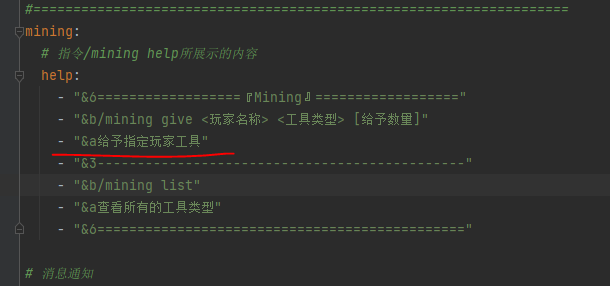 #==================================================================
mining:
# 指令/mining help所展示的内容
help:
- "&6==================『Mining』=================="
- "&b/mining give <玩家名称> <工具类型> [给予数量]"
- "&a给予指定玩家工具"
- "&3----------------------------------------------"
- "&b/mining list"
- "&a查看所有的工具类型"
- "&6=============================================="
# 消息通知